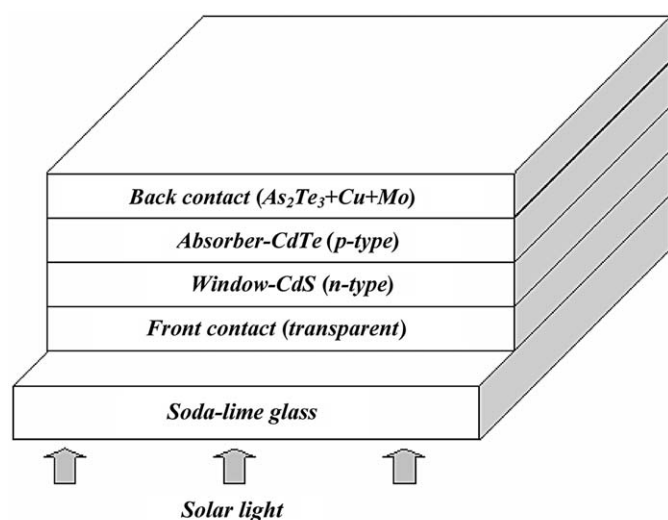 Back contact (As₂Te₃+Cu+Mo)
Absorber-CdTe (p-type)
Window-CdS (n-type)
Front contact (transparent)
Soda-lime glass
Solar light